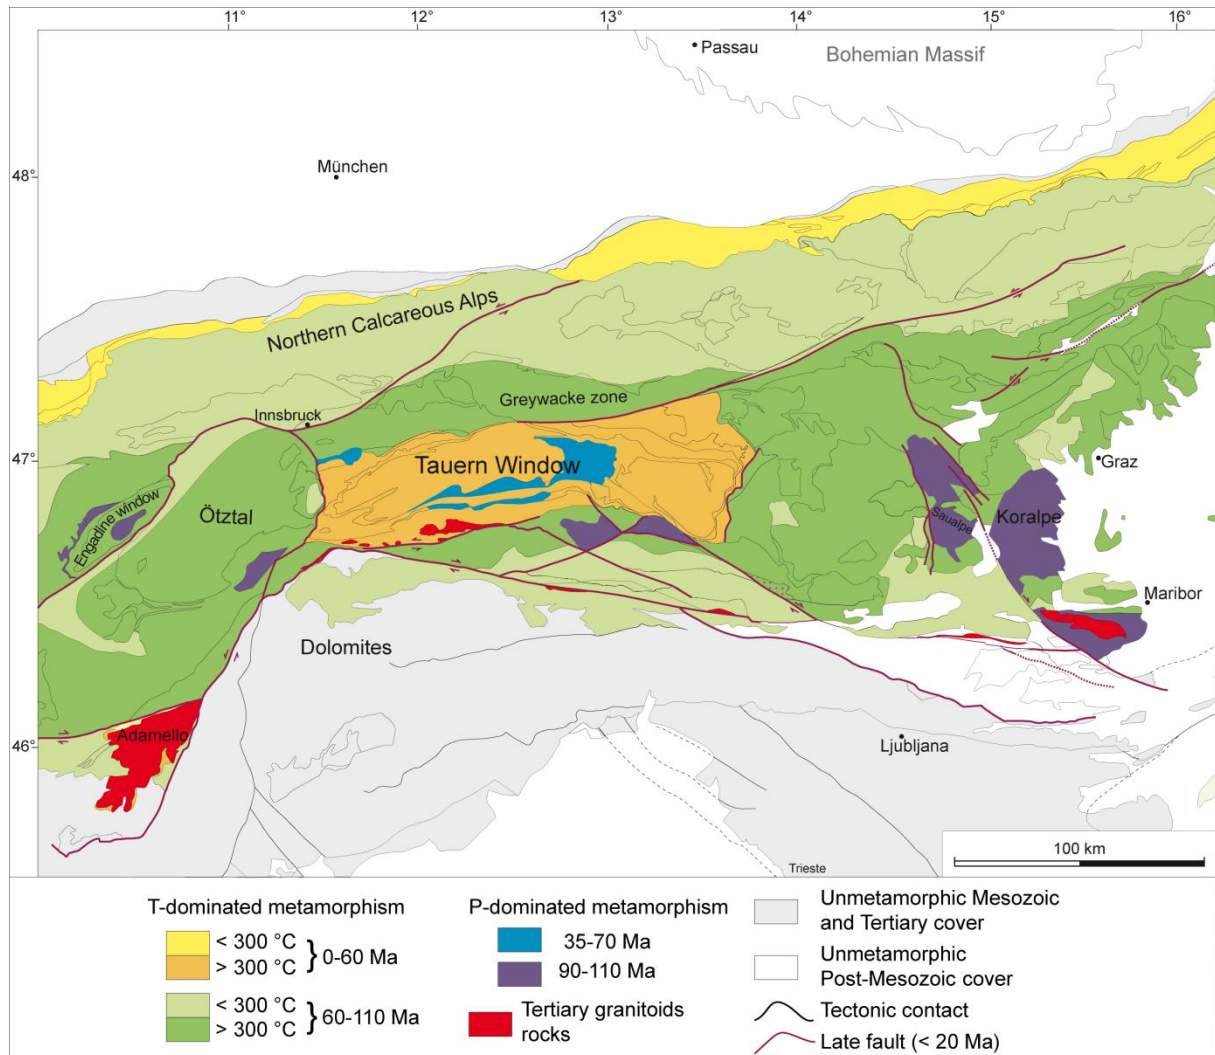 11°
12°
13°
14°
15°
16°
Passau
Bohemian Massif
München
48°
Northern Calcareous Alps
Innsbruck
Greywacke zone
47°
Tauern Window
Graz
Engadine window
Ötztal
Saualpe
Koralpe
Maribor
Dolomites
46°
Adamello
Ljubljana
Trieste
100 km
T-dominated metamorphism
< 300 °C
> 300 °C
} 0-60 Ma
< 300 °C
> 300 °C
} 60-110 Ma
P-dominated metamorphism
35-70 Ma
90-110 Ma
Tertiary granitoids
rocks
Unmetamorphic Mesozoic
and Tertiary cover
Unmetamorphic
Post-Mesozoic cover
Tectonic contact
Late fault (< 20 Ma)